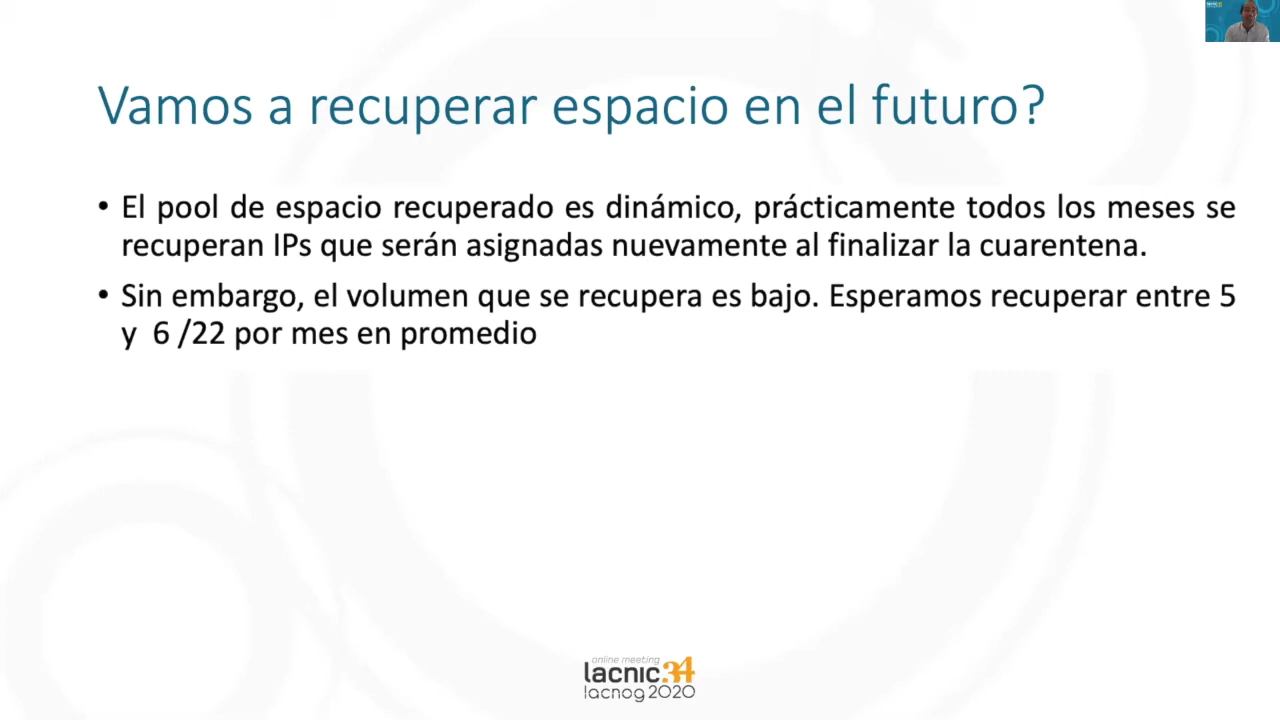 Vamos a recuperar espacio en el futuro?
• El pool de espacio recuperado es dinámico, prácticamente todos los meses se
recuperan IPs que serán asignadas nuevamente al finalizar la cuarentena.
• Sin embargo, el volumen que se recupera es bajo. Esperamos recuperar entre 5
y 6 /22 por mes en promedio
online meeting
lacnic34
lacnog2020